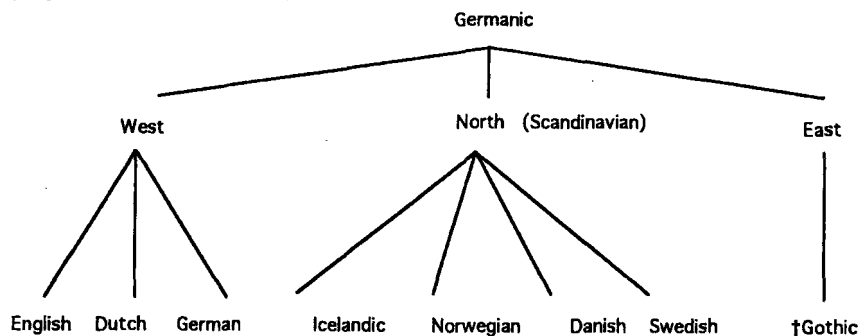 Germanic
West North (Scandinavian) East
English Dutch German Icelandic Norwegian Danish Swedish †Gothic